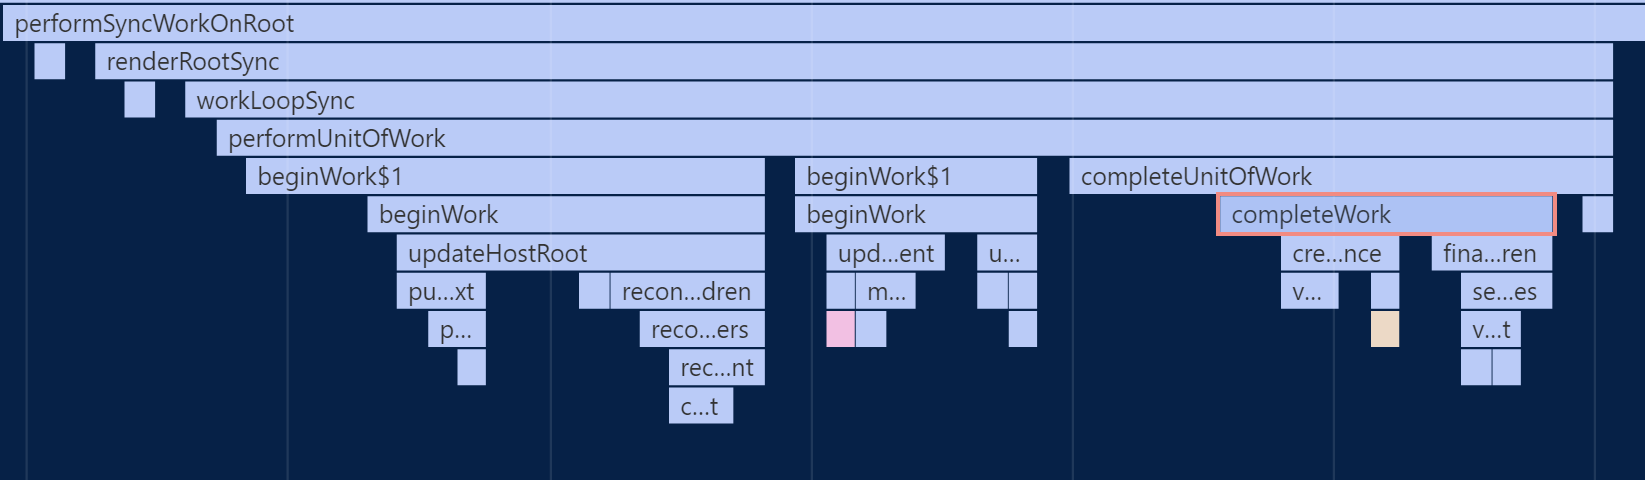 performSyncWorkOnRoot
renderRootSync
workLoopSync
performUnitOfWork
beginWork$1 beginWork$1 completeUnitOfWork
beginWork beginWork completeWork
updateHostRoot upd...ent u... cre...nce fina...ren
pu...xt recon...dren m... v... se...es
p... reco...ers v...t
rec...nt
c...t